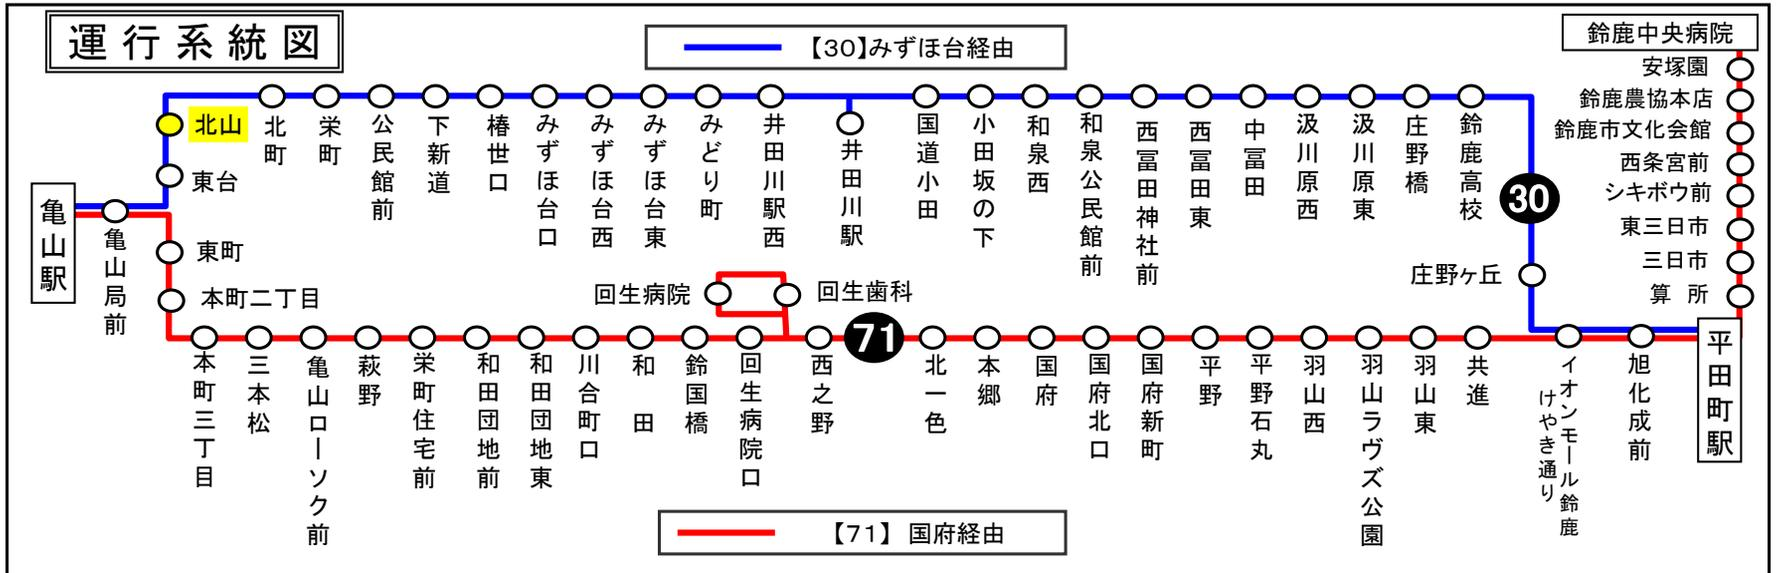 運行系統図
【30】みずほ台経由
鈴鹿中央病院
安塚園
鈴鹿農協本店
鈴鹿市文化会館
西条宮前
シキボウ前
東三日市
三日市
算 所
平田町駅
亀山駅
亀山局前
東台
北山
北町
栄町
公民館前
下新道
椿世口
みずほ台口
みずほ台西
みずほ台東
みどり町
井田川駅西
井田川駅
国道小田
小田坂の下
和泉西
和泉公民館前
西冨田神社前
西冨田東
中冨田
汲川原西
汲川原東
庄野橋
鈴鹿高校
30
庄野ヶ丘
東町
本町二丁目
本町三丁目
三本松
亀山ローソク前
萩野
栄町住宅前
和田団地前
和田団地東
川合町口
和 田
鈴国橋
回生病院口
回生病院
回生歯科
西之野
71
北一色
本郷
国府
国府北口
国府新町
平野
平野石丸
羽山西
羽山ラヴズ公園
羽山東
共進
イオンモール鈴鹿
けやき通り
旭化成前
【71】 国府経由